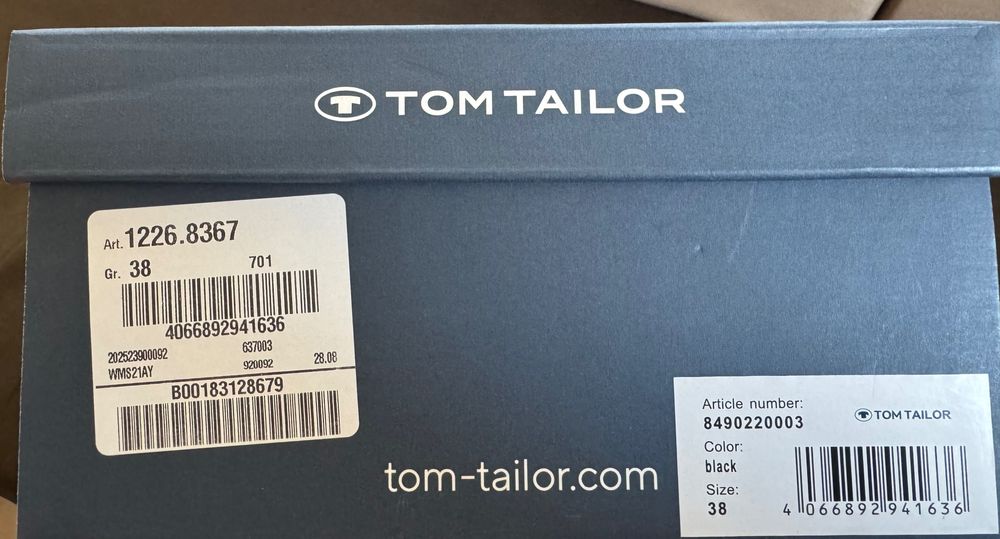 TOM TAILOR
Art. 1226.8367
Gr. 38 701
4066892941636
202523900092 637003
WMS21AY 920092 28.08
B00183128679
tom-tailor.com
Article number:
8490220003
TOM TAILOR
Color:
black
Size:
38
4 066892 941636